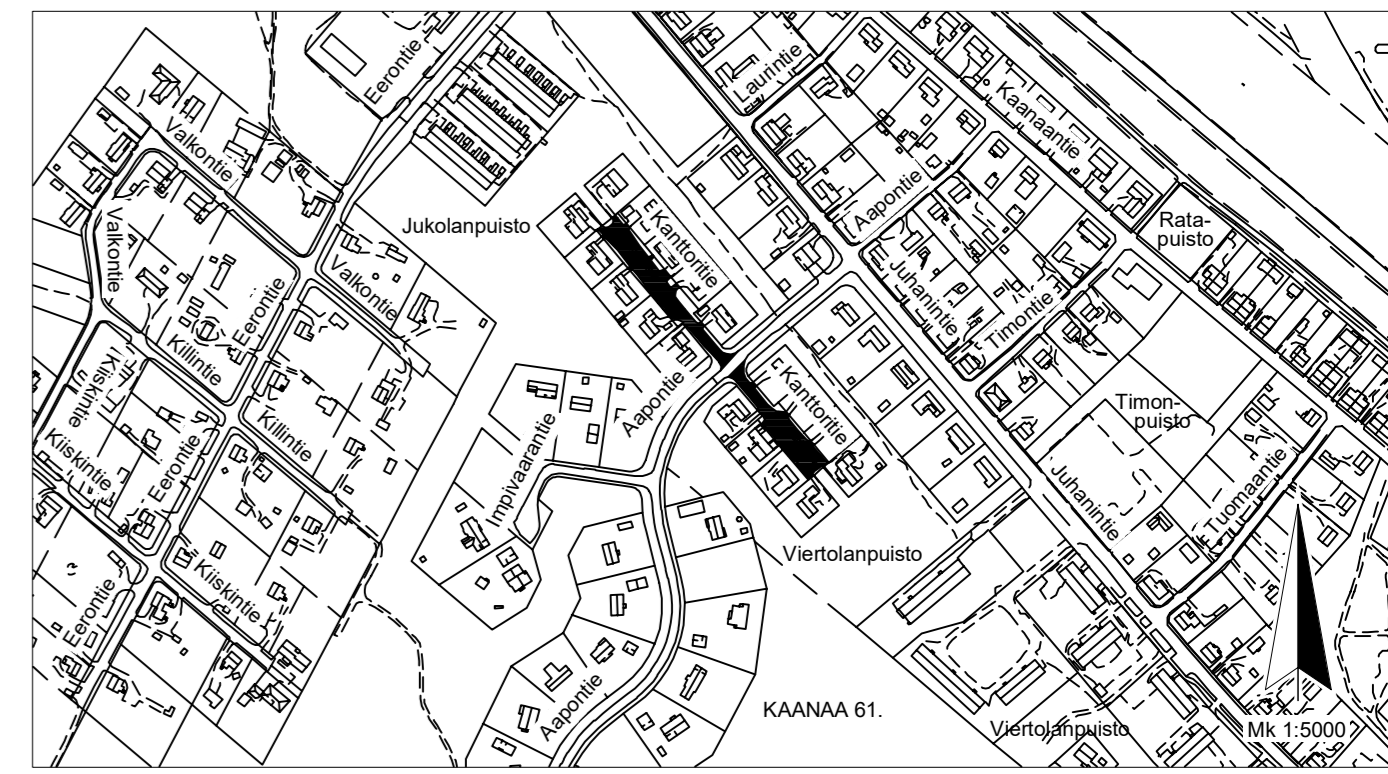 Eerontie
Laurintie
Kaanaantie
Valkontie
Aapontie
Valkontie
Jukolanpuisto
Kanttoritie
Rata-
puisto
Valkontie
Juhanintie
Eerontie
Timontie
Killintie
Kiiskintie
Aapontie
Kanttoritie
Timon-
puisto
Killintie
Kiiskintie
Eerontie
Impivaarantie
Juhanintie
Tuomaantie
Viertolanpuisto
Kiiskintie
Eerontie
Aapontie
KAANAA 61.
Viertolanpuisto
Mk 1:5000